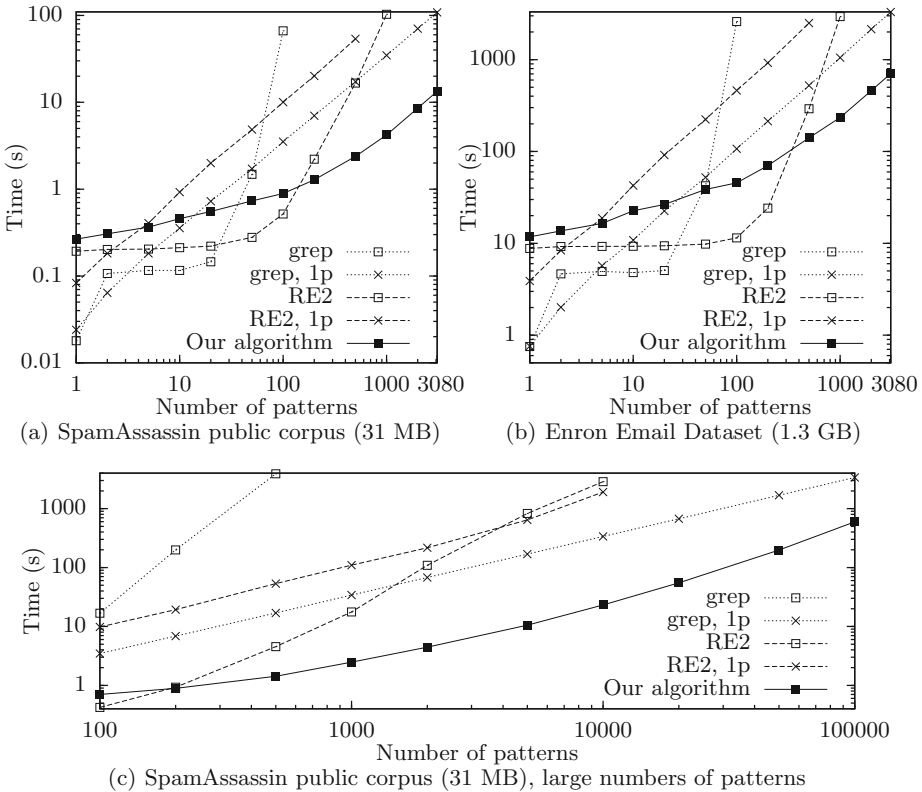 100
10
1
0.1
0.01
Time (s)
grep
grep, 1p
RE2
RE2, 1p
Our algorithm
1 10 100 1000 3080
Number of patterns
(a) SpamAssassin public corpus (31 MB)
1000
100
10
1
Time (s)
grep
grep, 1p
RE2
RE2, 1p
Our algorithm
1 10 100 1000 3080
Number of patterns
(b) Enron Email Dataset (1.3 GB)
1000
100
10
1
Time (s)
grep
grep, 1p
RE2
RE2, 1p
Our algorithm
100 1000 10000 100000
Number of patterns
(c) SpamAssassin public corpus (31 MB), large numbers of patterns